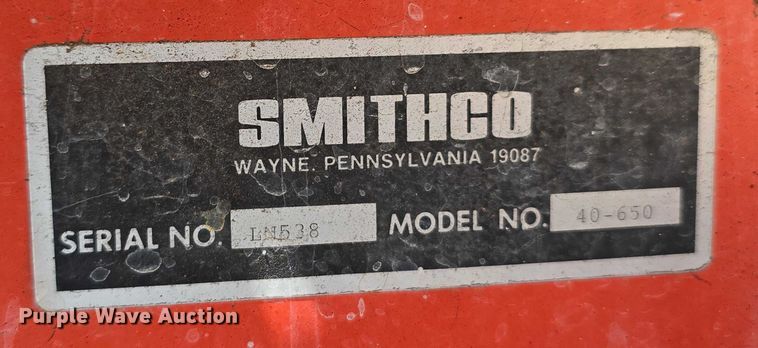 SMITHCO
WAYNE, PENNSYLVANIA 19087
SERIAL NO. LN538 MODEL NO. 40-650
Purple Wave Auction